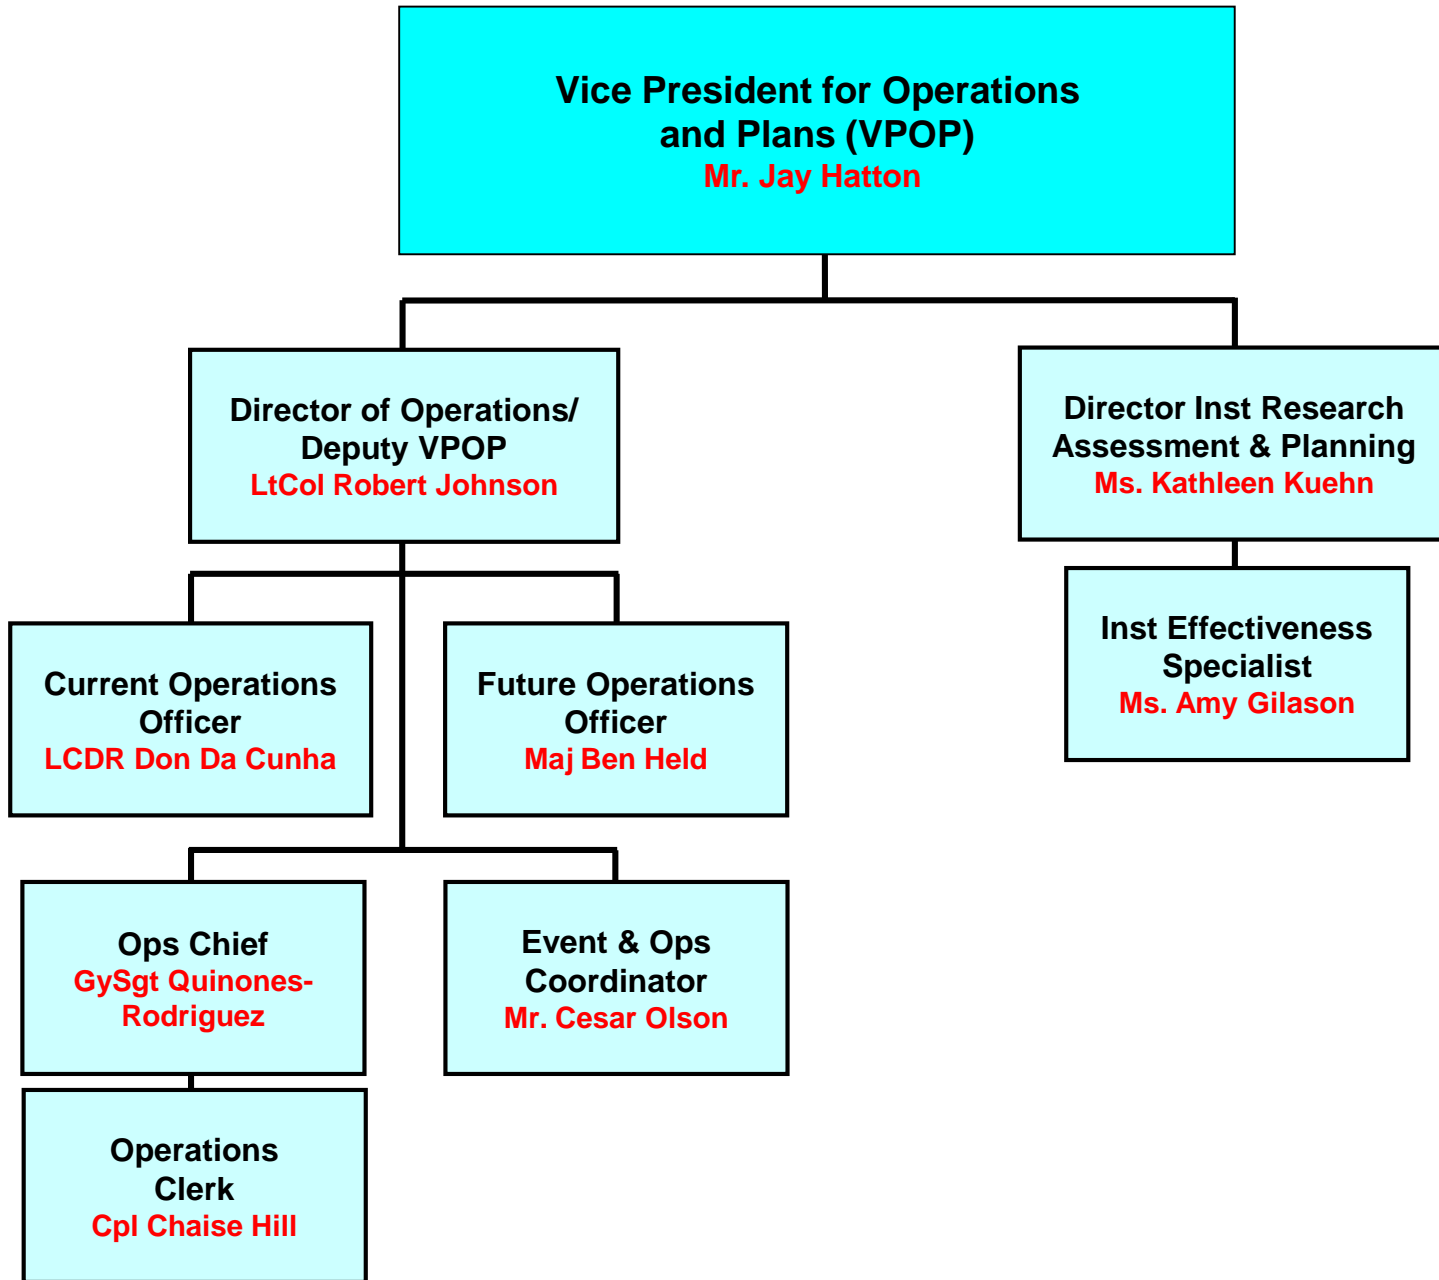 Vice President for Operations
and Plans (VPOP)
Mr. Jay Hatton
Director of Operations/
Deputy VPOP
LtCol Robert Johnson
Director Inst Research
Assessment & Planning
Ms. Kathleen Kuehn
Current Operations
Officer
LCDR Don Da Cunha
Future Operations
Officer
Maj Ben Held
Inst Effectiveness
Specialist
Ms. Amy Gilason
Ops Chief
GySgt Quinones-
Rodriguez
Event & Ops
Coordinator
Mr. Cesar Olson
Operations
Clerk
Cpl Chaise Hill